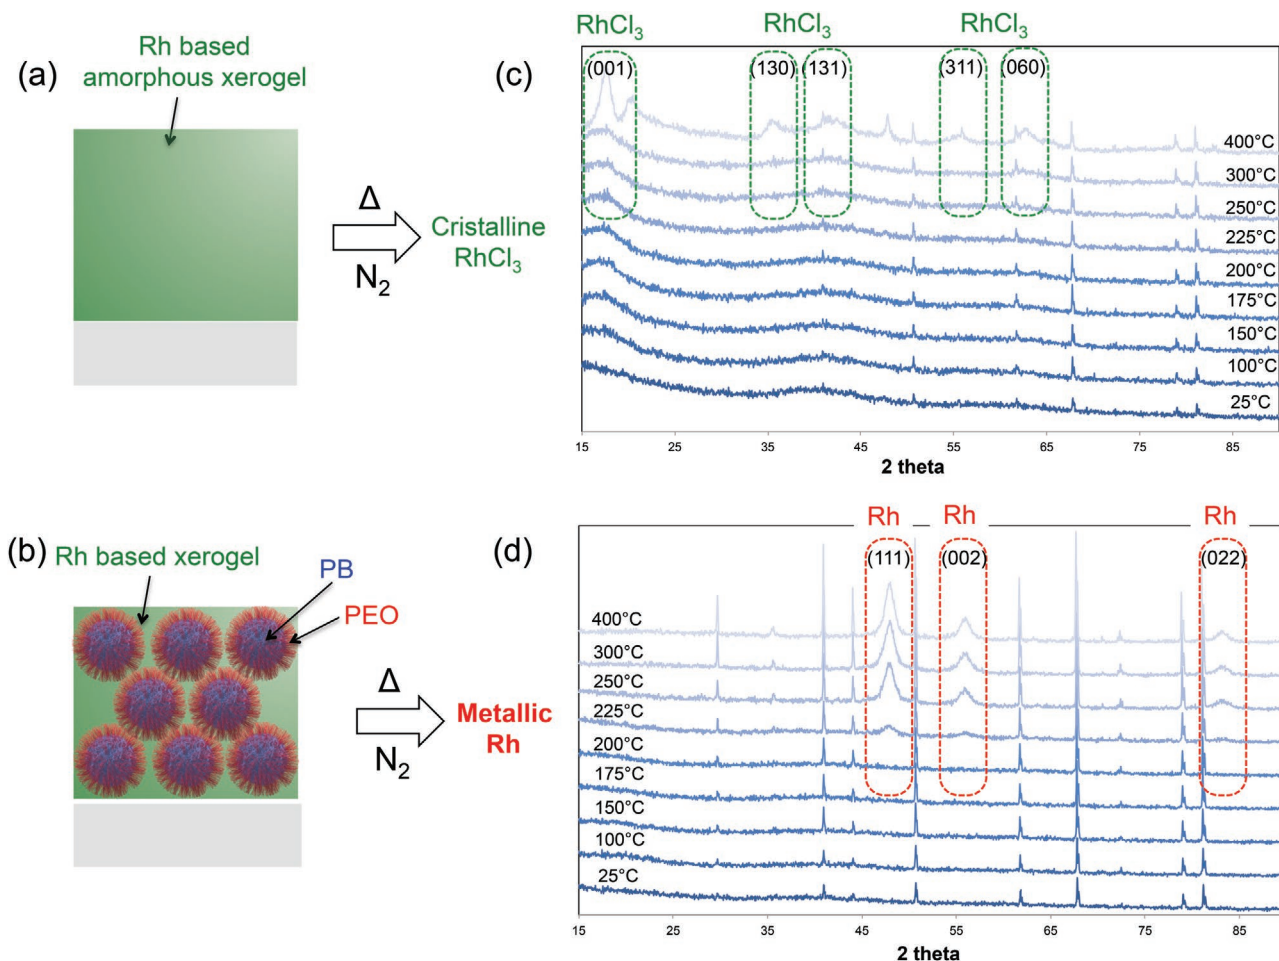 (a)
Rh based
amorphous xerogel
Δ
N2
Cristalline
RhCl3
(c)
RhCl3 RhCl3 RhCl3
(001) (130) (131) (311) (060)
400°C
300°C
250°C
225°C
200°C
175°C
150°C
100°C
25°C
15 25 35 45 55 65 75 85
2 theta
(b)
Rh based xerogel
PB
PEO
Δ
N2
Metallic
Rh
(d)
Rh Rh Rh
(111) (002) (022)
400°C
300°C
250°C
225°C
200°C
175°C
150°C
100°C
25°C
15 25 35 45 55 65 75 85
2 theta